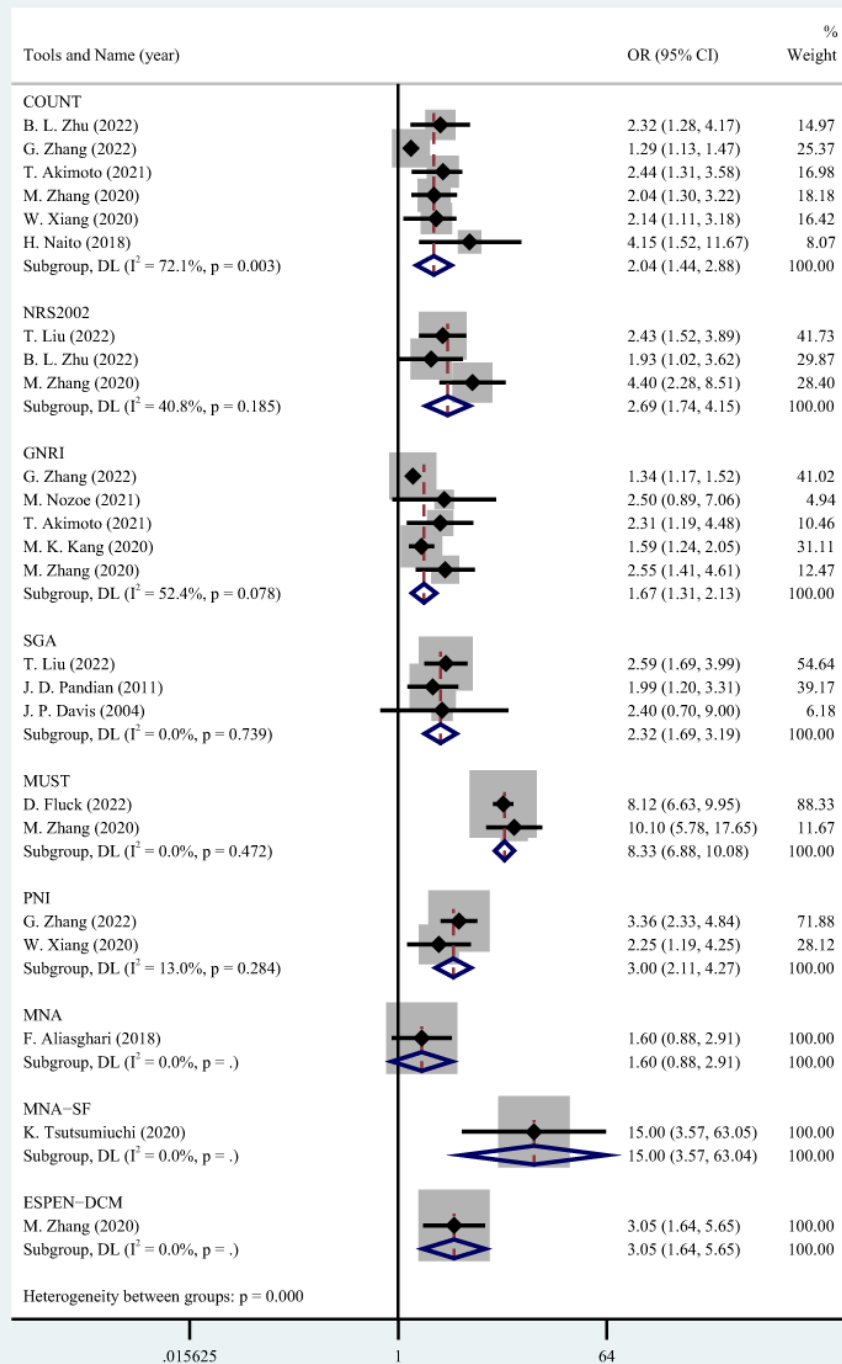 %
Tools and Name (year) OR (95% CI) Weight
COUNT
B. L. Zhu (2022) 2.32 (1.28, 4.17) 14.97
G. Zhang (2022) 1.29 (1.13, 1.47) 25.37
T. Akimoto (2021) 2.44 (1.31, 3.58) 16.98
M. Zhang (2020) 2.04 (1.30, 3.22) 18.18
W. Xiang (2020) 2.14 (1.11, 3.18) 16.42
H. Naito (2018) 4.15 (1.52, 11.67) 8.07
Subgroup, DL (I² = 72.1%, p = 0.003) 2.04 (1.44, 2.88) 100.00
NRS2002
T. Liu (2022) 2.43 (1.52, 3.89) 41.73
B. L. Zhu (2022) 1.93 (1.02, 3.62) 29.87
M. Zhang (2020) 4.40 (2.28, 8.51) 28.40
Subgroup, DL (I² = 40.8%, p = 0.185) 2.69 (1.74, 4.15) 100.00
GNRI
G. Zhang (2022) 1.34 (1.17, 1.52) 41.02
M. Nozoe (2021) 2.50 (0.89, 7.06) 4.94
T. Akimoto (2021) 2.31 (1.19, 4.48) 10.46
M. K. Kang (2020) 1.59 (1.24, 2.05) 31.11
M. Zhang (2020) 2.55 (1.41, 4.61) 12.47
Subgroup, DL (I² = 52.4%, p = 0.078) 1.67 (1.31, 2.13) 100.00
SGA
T. Liu (2022) 2.59 (1.69, 3.99) 54.64
J. D. Pandian (2011) 1.99 (1.20, 3.31) 39.17
J. P. Davis (2004) 2.40 (0.70, 9.00) 6.18
Subgroup, DL (I² = 0.0%, p = 0.739) 2.32 (1.69, 3.19) 100.00
MUST
D. Fluck (2022) 8.12 (6.63, 9.95) 88.33
M. Zhang (2020) 10.10 (5.78, 17.65) 11.67
Subgroup, DL (I² = 0.0%, p = 0.472) 8.33 (6.88, 10.08) 100.00
PNI
G. Zhang (2022) 3.36 (2.33, 4.84) 71.88
W. Xiang (2020) 2.25 (1.19, 4.25) 28.12
Subgroup, DL (I² = 13.0%, p = 0.284) 3.00 (2.11, 4.27) 100.00
MNA
F. Aliasghari (2018) 1.60 (0.88, 2.91) 100.00
Subgroup, DL (I² = 0.0%, p = .) 1.60 (0.88, 2.91) 100.00
MNA−SF
K. Tsutsumiuchi (2020) 15.00 (3.57, 63.05) 100.00
Subgroup, DL (I² = 0.0%, p = .) 15.00 (3.57, 63.04) 100.00
ESPEN−DCM
M. Zhang (2020) 3.05 (1.64, 5.65) 100.00
Subgroup, DL (I² = 0.0%, p = .) 3.05 (1.64, 5.65) 100.00
Heterogeneity between groups: p = 0.000
.015625 1 64